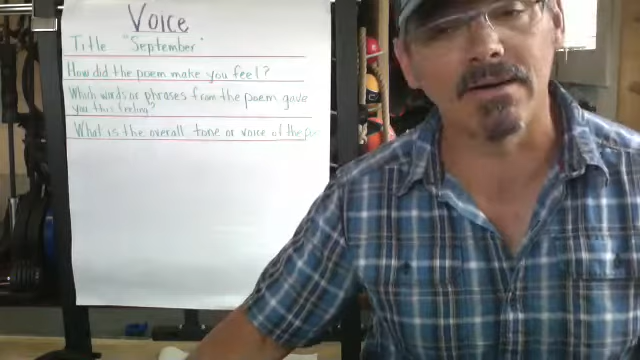 Voice
Title "September"
How did the poem make you feel?
Which words or phrases from the poem gave
you this feeling?
What is the overall tone or voice of the